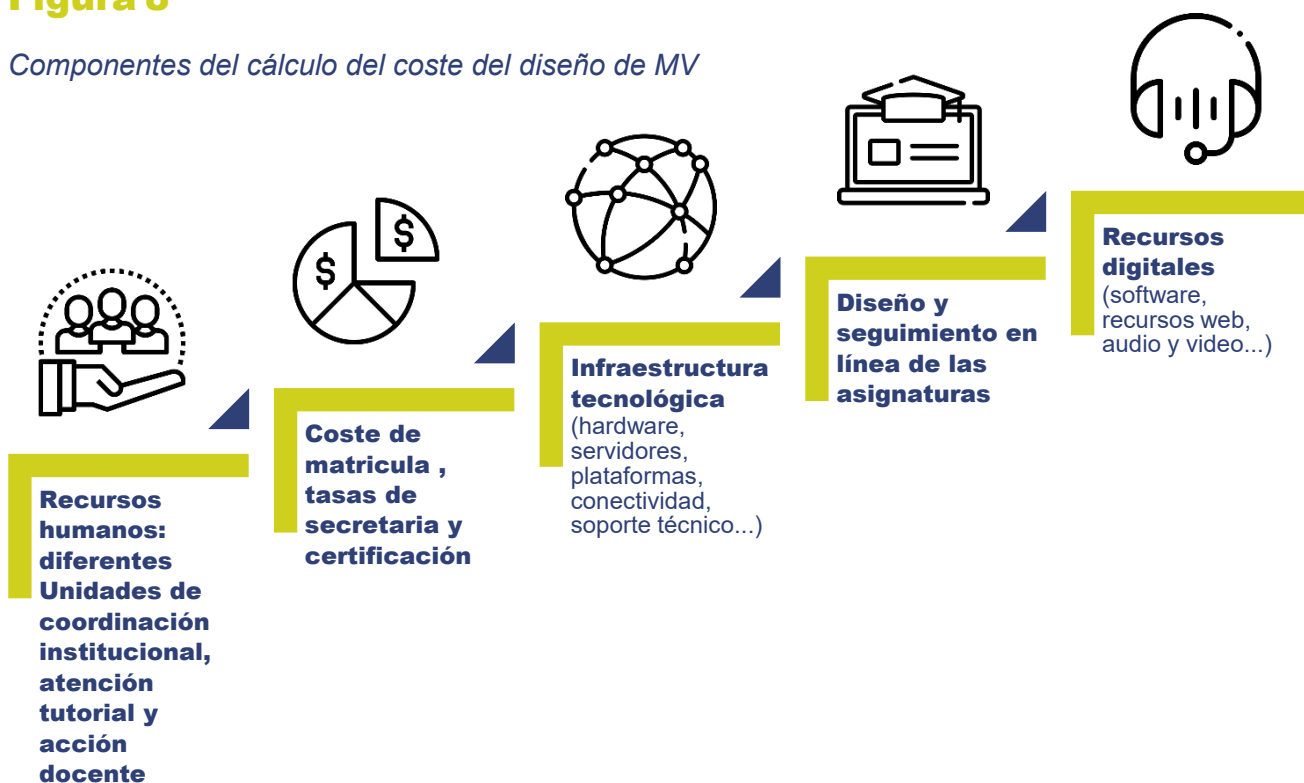 Figura 8
Componentes del cálculo del coste del diseño de MV
Recursos
humanos:
diferentes
Unidades de
coordinación
institucional,
atención
tutorial y
acción
docente
$
$
Coste de
matricula ,
tasas de
secretaria y
certificación
Infraestructura
tecnológica
(hardware,
servidores,
plataformas,
conectividad,
soporte técnico...)
Diseño y
seguimiento en
línea de las
asignaturas
Recursos
digitales
(software,
recursos web,
audio y video...)